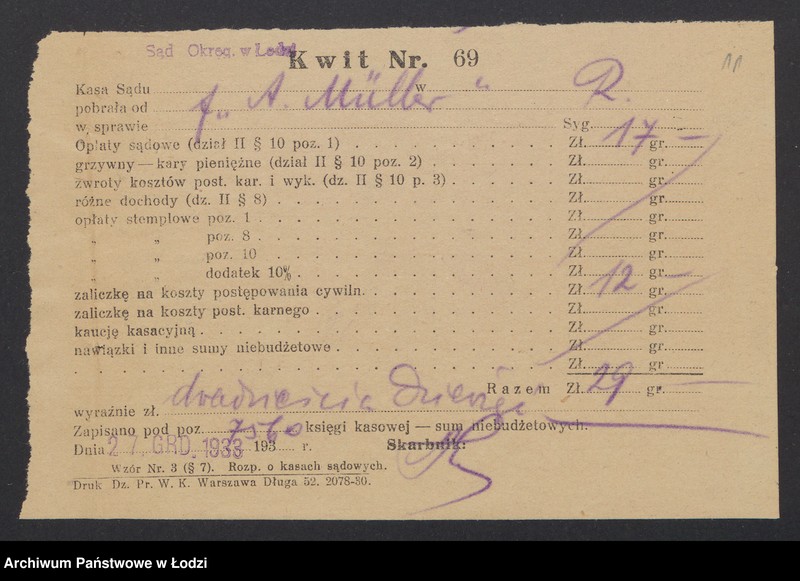 Sąd Okreg. w Łodzi
Kwit Nr. 69
11
Kasa Sądu w
pobrała od f„ A. Müller “ R.
w sprawie Syg.
Opłaty sądowe (dział II § 10 poz. 1) Zł. 17 gr. —
grzywny—kary pieniężne (dział II § 10 poz. 2) Zł. gr.
zwroty kosztów post. kar. i wyk. (dz. II § 10 p. 3) Zł. gr.
różne dochody (dz. II § 8) Zł. gr.
opłaty stemplowe poz. 1 Zł. gr.
„ „ poz. 8 Zł. gr.
„ „ poz. 10 Zł. gr.
„ „ dodatek 10% Zł. gr.
zaliczkę na koszty postępowania cywiln. Zł. 12 gr. —
zaliczkę na koszty post. karnego Zł. gr.
kaucję kasacyjną Zł. gr.
nawiązki i inne sumy niebudżetowe Zł. gr.
Zł. gr.
Razem Zł. 29 gr. —
wyraźnie zł. dwadzieścia dziewięć
Zapisano pod poz. 7560 księgi kasowej — sum niebudżetowych.
Dnia 27. GRD. 1933 193 r. Skarbnik:
Wzór Nr. 3 (§ 7). Rozp. o kasach sądowych.
Druk Dz. Pr. W. K. Warszawa Długa 52. 2078-30.
Archiwum Państwowe w Łodzi